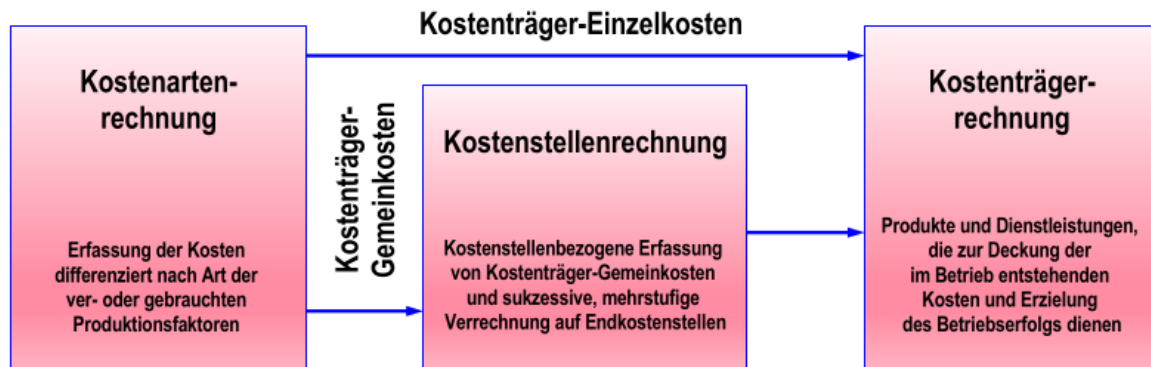 Kostenträger-Einzelkosten
Kostenarten-
rechnung
Erfassung der Kosten
differenziert nach Art der
ver- oder gebrauchten
Produktionsfaktoren
Kostenträger-
Gemeinkosten
Kostenstellenrechnung
Kostenstellenbezogene Erfassung
von Kostenträger-Gemeinkosten
und sukzessive, mehrstufige
Verrechnung auf Endkostenstellen
Kostenträger-
rechnung
Produkte und Dienstleistungen,
die zur Deckung der
im Betrieb entstehenden
Kosten und Erzielung
des Betriebserfolgs dienen